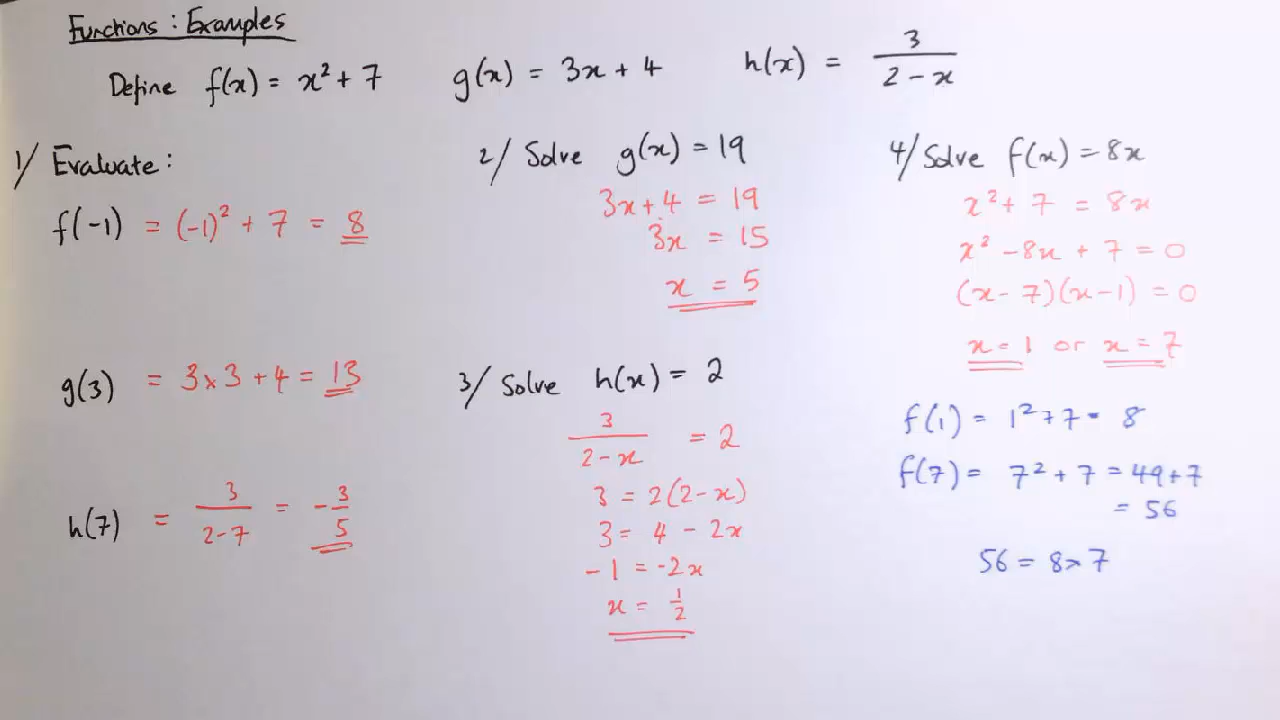 Functions : Examples
Define f(x) = x² + 7 g(x) = 3x + 4 h(x) = 3/(2 - x)
1/ Evaluate :
f(-1) = (-1)² + 7 = 8
g(3) = 3 x 3 + 4 = 13
h(7) = 3/(2-7) = -3/5
2/ Solve g(x) = 19
3x + 4 = 19
3x = 15
x = 5
3/ Solve h(x) = 2
3/(2-x) = 2
3 = 2(2-x)
3 = 4 - 2x
-1 = -2x
x = 1/2
4/ Solve f(x) = 8x
x² + 7 = 8x
x² - 8x + 7 = 0
(x - 7)(x - 1) = 0
x = 1 or x = 7
f(1) = 1² + 7 = 8
f(7) = 7² + 7 = 49 + 7
= 56
56 = 8 x 7